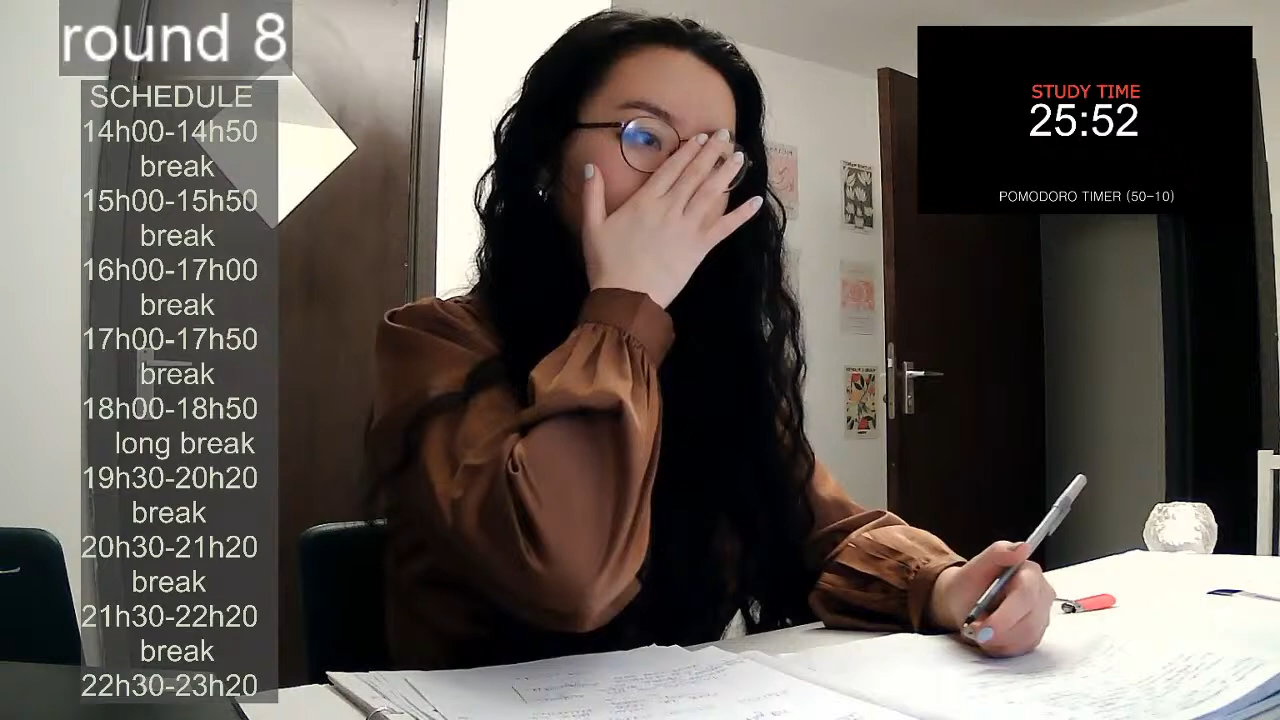 round 8
SCHEDULE
14h00-14h50
break
15h00-15h50
break
16h00-17h00
break
17h00-17h50
break
18h00-18h50
long break
19h30-20h20
break
20h30-21h20
break
21h30-22h20
break
22h30-23h20
STUDY TIME
25:52
POMODORO TIMER (50-10)